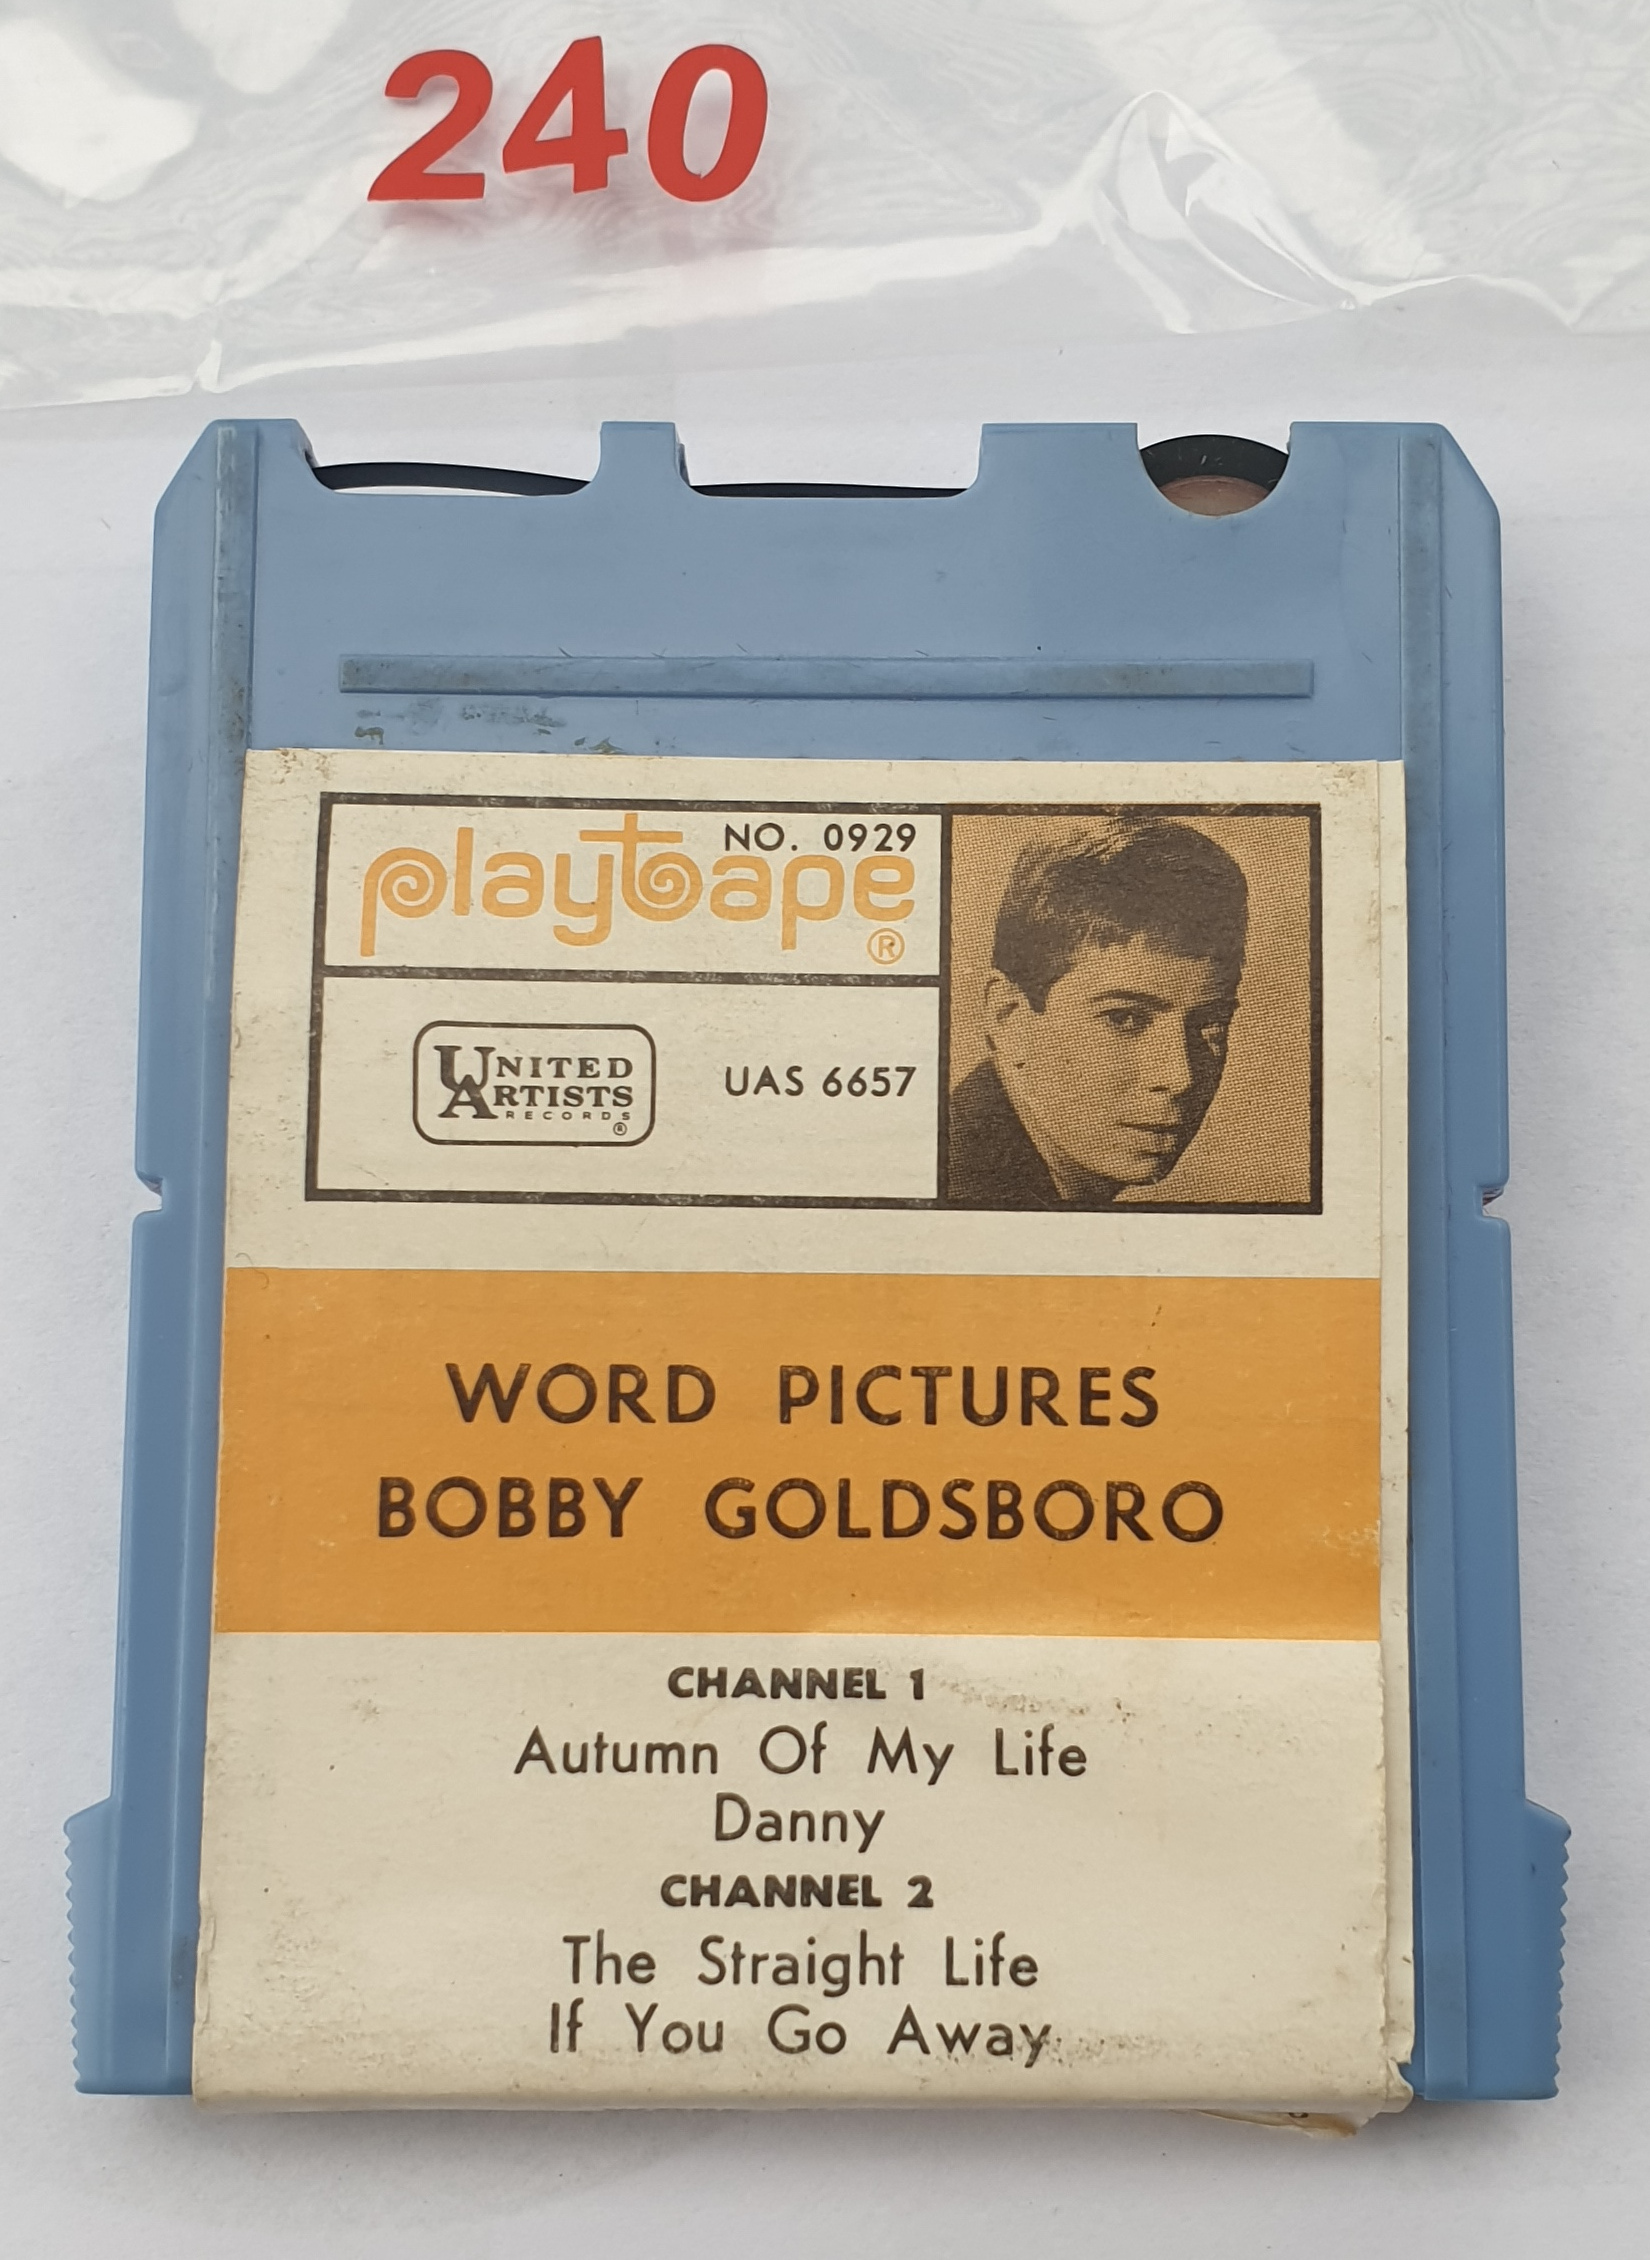 240
NO. 0929
playtape
®
UNITED
ARTISTS
RECORDS
®
UAS 6657
WORD PICTURES
BOBBY GOLDSBORO
CHANNEL 1
Autumn Of My Life
Danny
CHANNEL 2
The Straight Life
If You Go Away